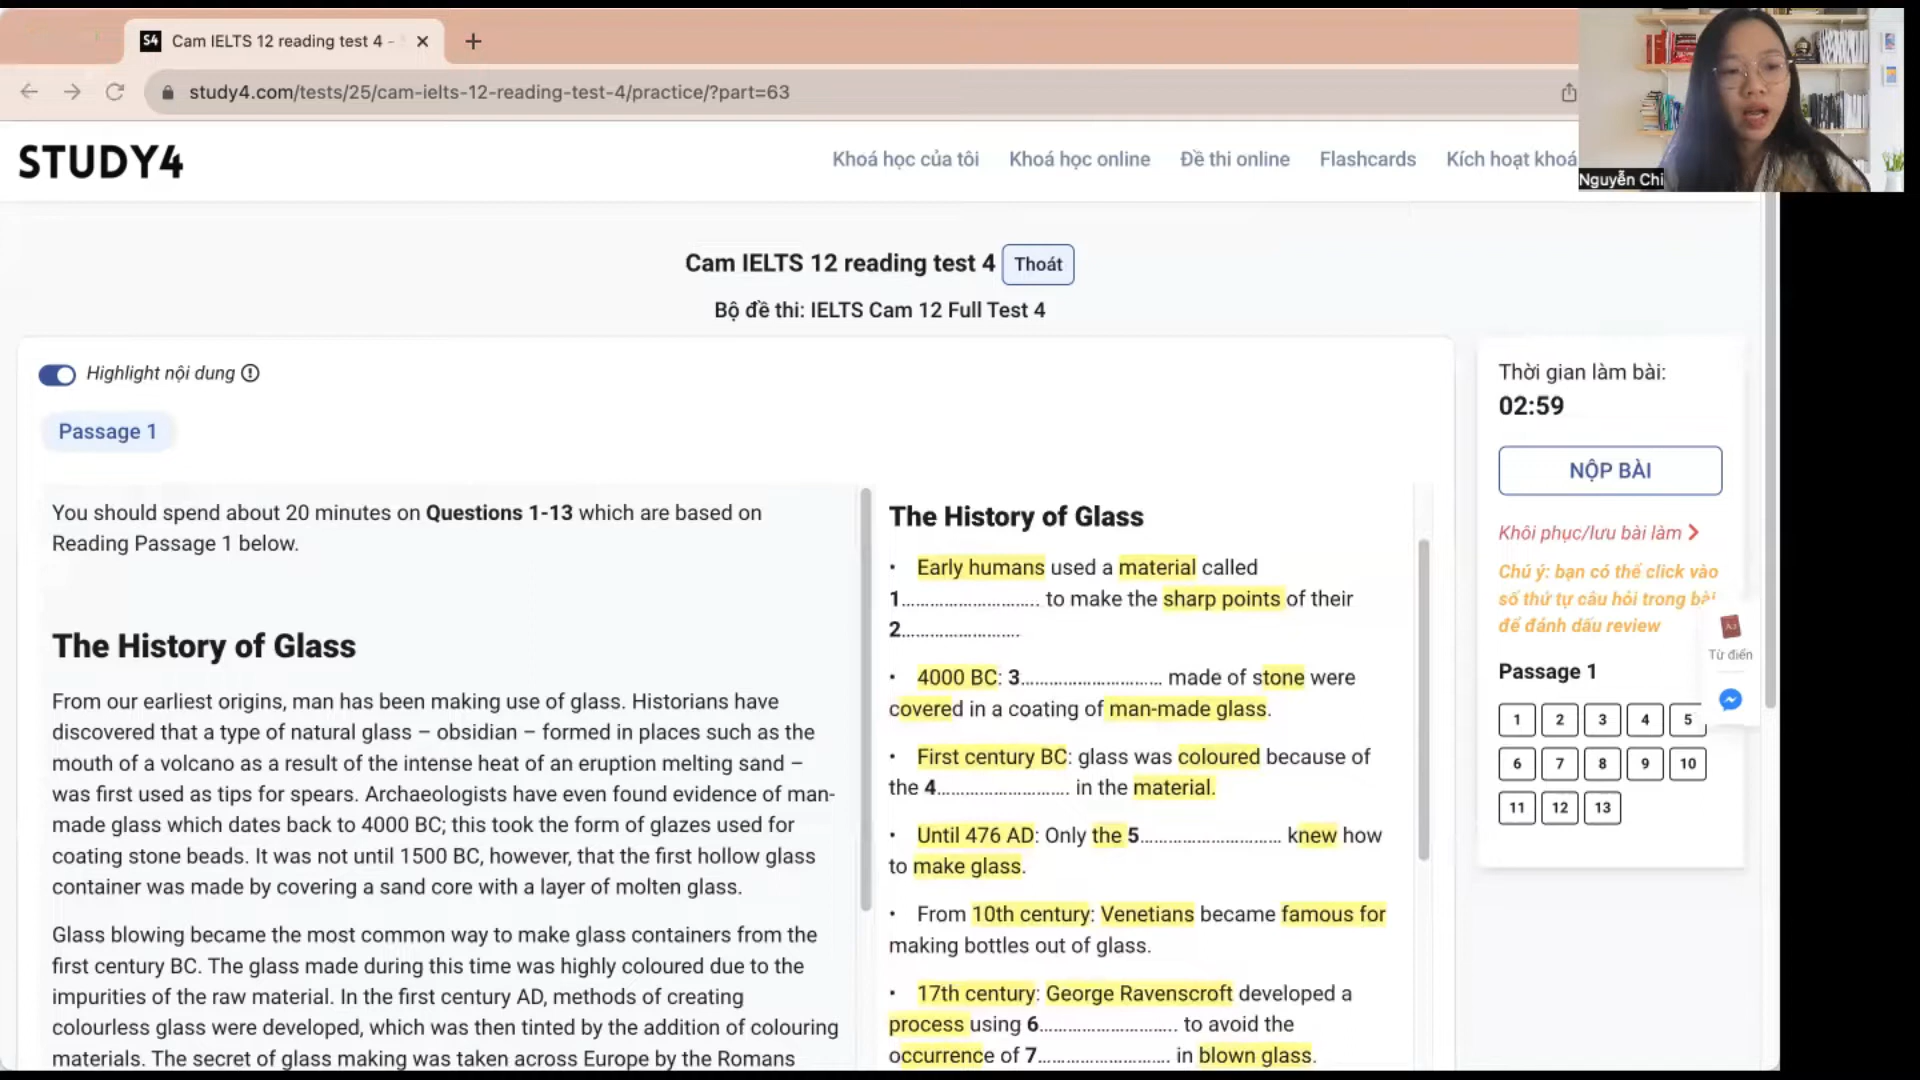 S4 Cam IELTS 12 reading test 4 -
study4.com/tests/25/cam-ielts-12-reading-test-4/practice/?part=63
Nguyễn Chi
STUDY4
Khoá học của tôi Khoá học online Đề thi online Flashcards Kích hoạt khoá
Cam IELTS 12 reading test 4 Thoát
Bộ đề thi: IELTS Cam 12 Full Test 4
Highlight nội dung
Passage 1
You should spend about 20 minutes on Questions 1-13 which are based on
Reading Passage 1 below.
The History of Glass
From our earliest origins, man has been making use of glass. Historians have
discovered that a type of natural glass – obsidian – formed in places such as the
mouth of a volcano as a result of the intense heat of an eruption melting sand –
was first used as tips for spears. Archaeologists have even found evidence of man-
made glass which dates back to 4000 BC; this took the form of glazes used for
coating stone beads. It was not until 1500 BC, however, that the first hollow glass
container was made by covering a sand core with a layer of molten glass.
Glass blowing became the most common way to make glass containers from the
first century BC. The glass made during this time was highly coloured due to the
impurities of the raw material. In the first century AD, methods of creating
colourless glass were developed, which was then tinted by the addition of colouring
materials. The secret of glass making was taken across Europe by the Romans
The History of Glass
• Early humans used a material called
1........................... to make the sharp points of their
2.......................
• 4000 BC: 3........................... made of stone were
covered in a coating of man-made glass.
• First century BC: glass was coloured because of
the 4.......................... in the material.
• Until 476 AD: Only the 5........................... knew how
to make glass.
• From 10th century: Venetians became famous for
making bottles out of glass.
• 17th century: George Ravenscroft developed a
process using 6........................... to avoid the
occurrence of 7.......................... in blown glass.
Thời gian làm bài:
02:59
NỘP BÀI
Khôi phục/lưu bài làm
Chú ý: bạn có thể click vào
số thứ tự câu hỏi trong bài
để đánh dấu review
Từ điển
Passage 1
1 2 3 4 5
6 7 8 9 10
11 12 13